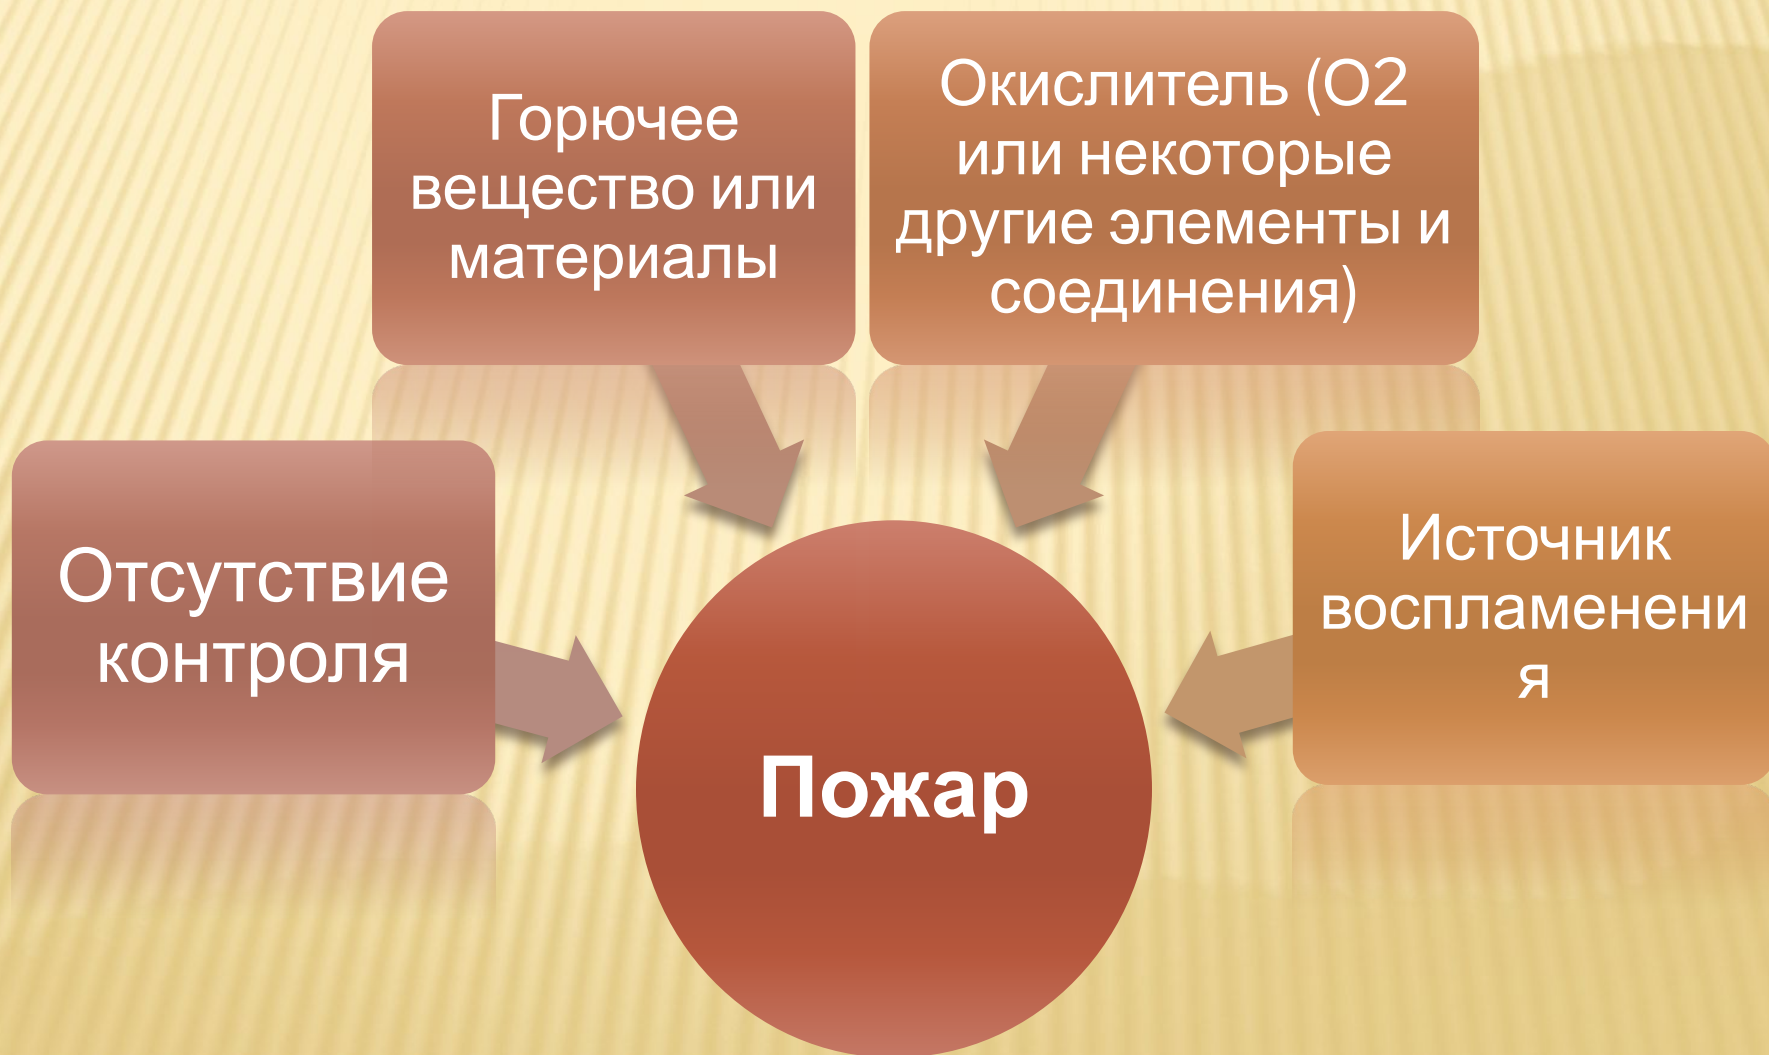 Горючее
вещество или
материалы
Окислитель (О2
или некоторые
другие элементы и
соединения)
Отсутствие
контроля
Источник
воспламенени
я
Пожар